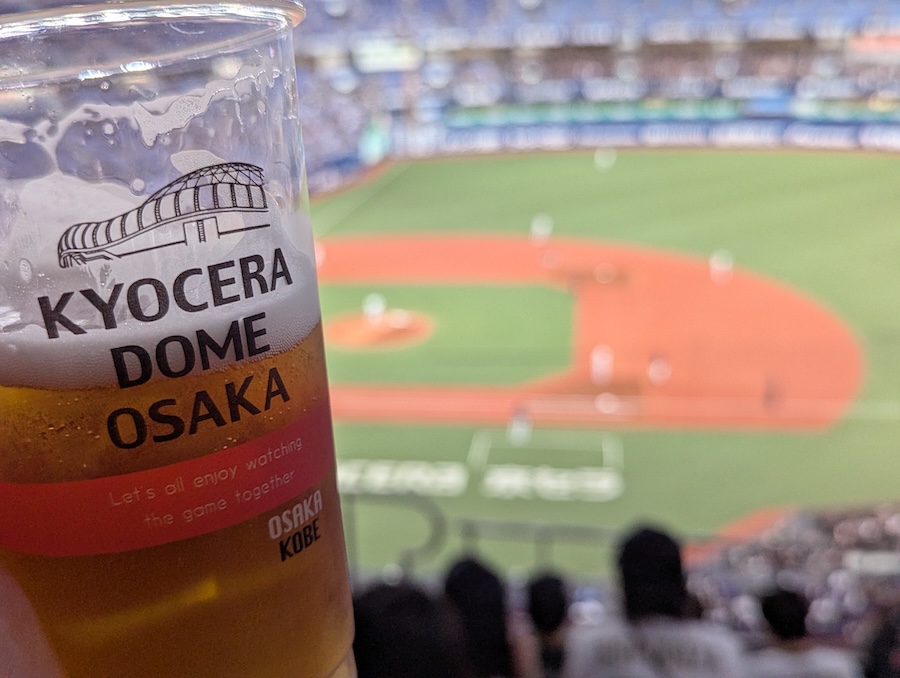 KYOCERA
DOME
OSAKA
Let's all enjoy watching
the game together
OSAKA
KOBE